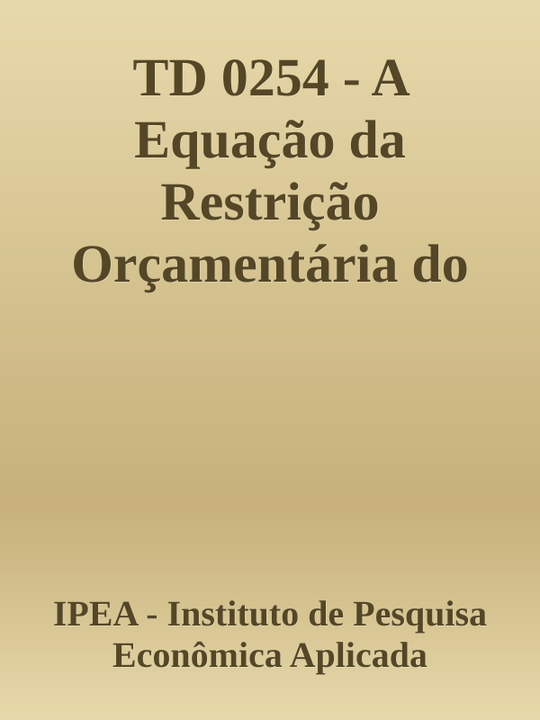 TD 0254 - A
Equação da
Restrição
Orçamentária do
IPEA - Instituto de Pesquisa
Econômica Aplicada